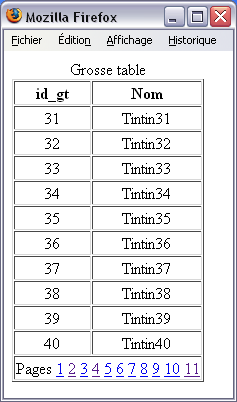 Mozilla Firefox
Fichier Édition Affichage Historique
Grosse table
id_gt Nom
31 Tintin31
32 Tintin32
33 Tintin33
34 Tintin34
35 Tintin35
36 Tintin36
37 Tintin37
38 Tintin38
39 Tintin39
40 Tintin40
Pages 1 2 3 4 5 6 7 8 9 10 11